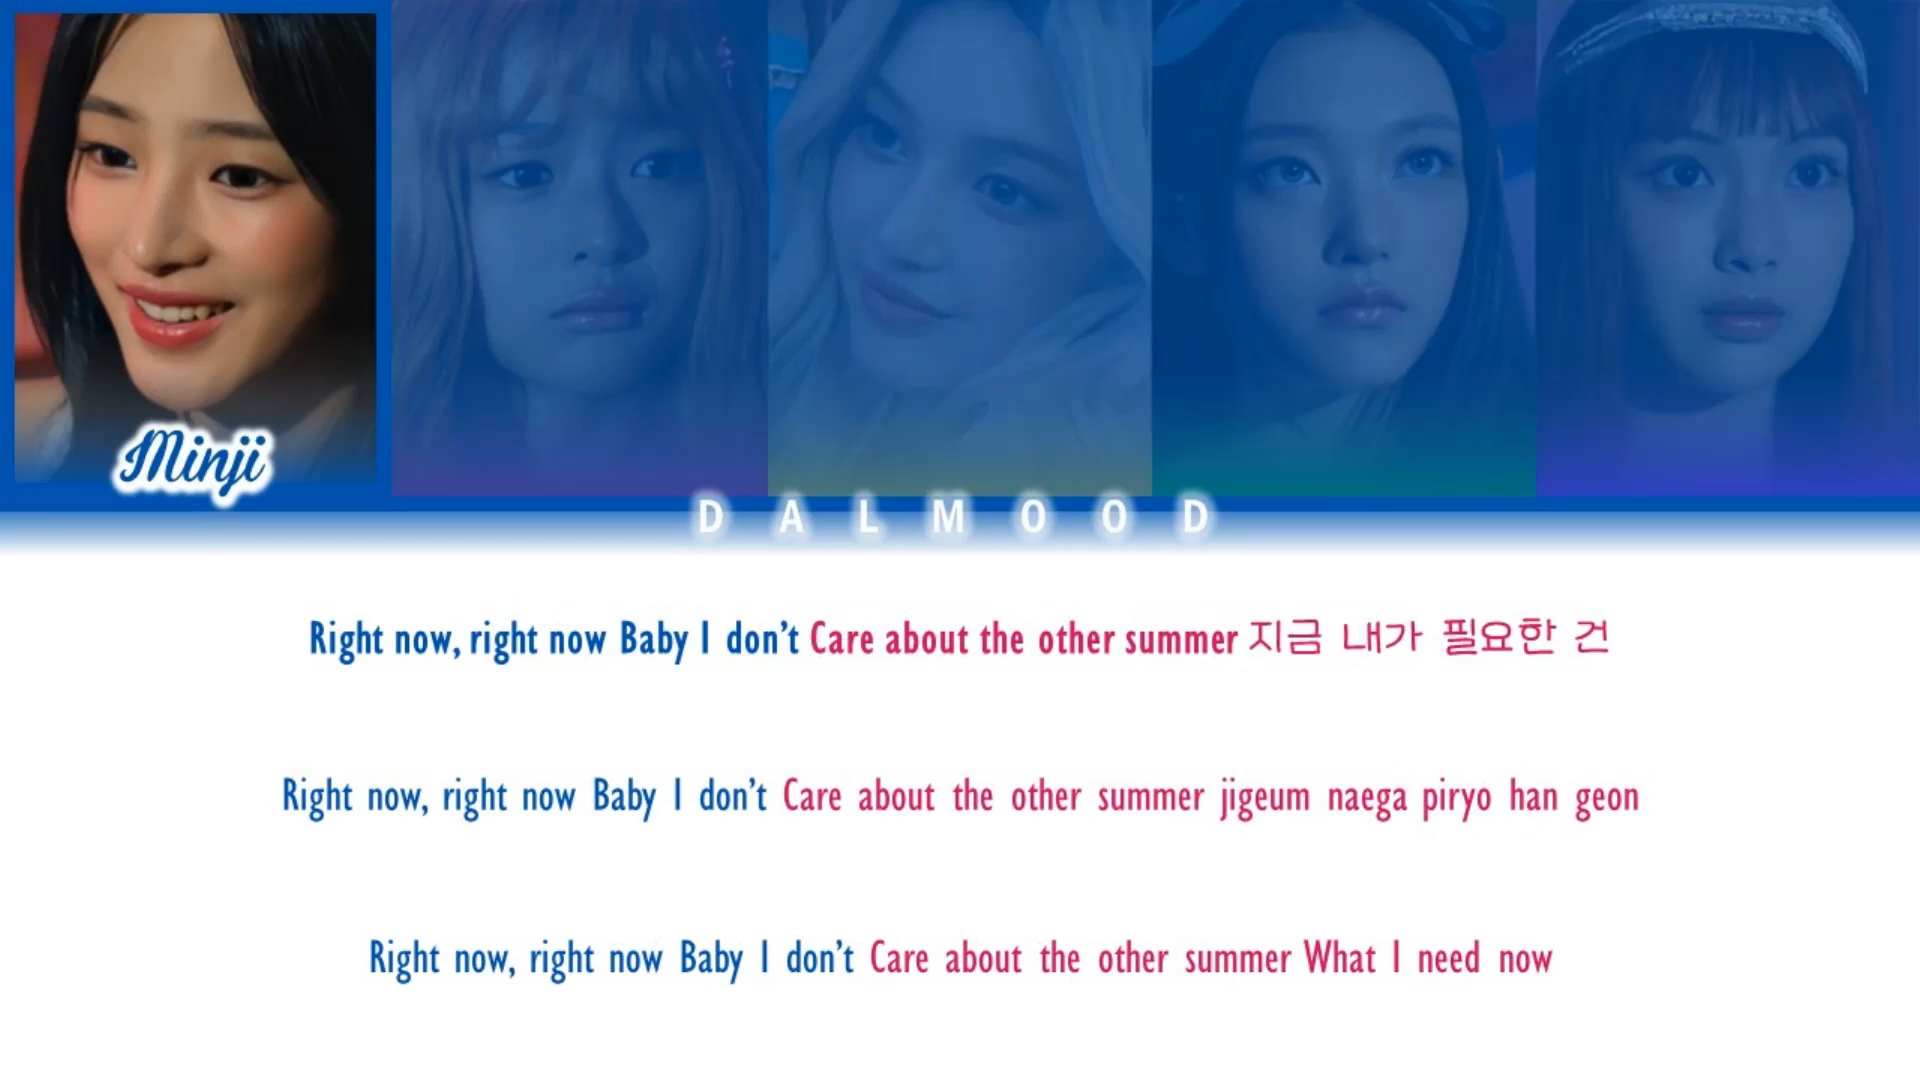 Minji
DALMOOD
Right now, right now Baby I don't Care about the other summer 지금 내가 필요한 건
Right now, right now Baby I don't Care about the other summer jigeum naega piryo han geon
Right now, right now Baby I don't Care about the other summer What I need now